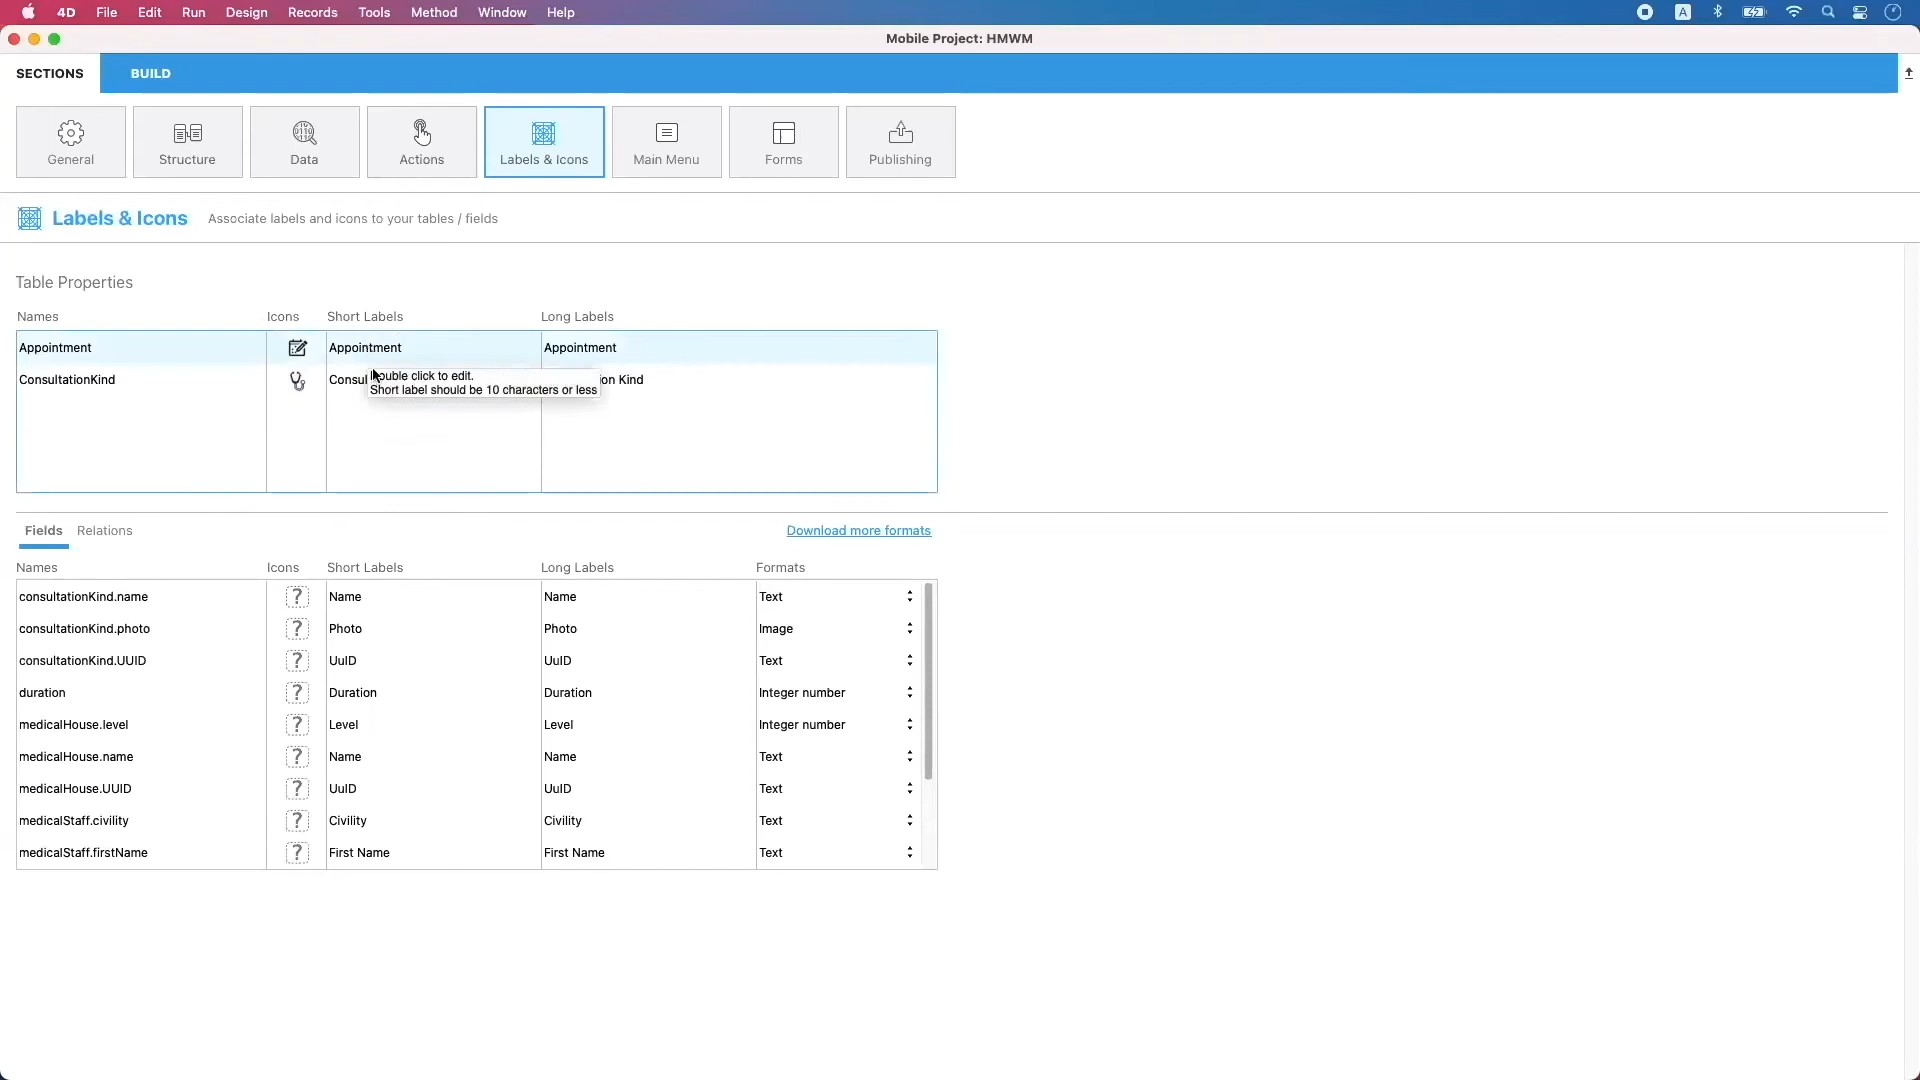 4D File Edit Run Design Records Tools Method Window Help A
Mobile Project: HMWM
SECTIONS BUILD
General Structure Data Actions Labels & Icons Main Menu Forms Publishing
Labels & Icons Associate labels and icons to your tables / fields
Table Properties
Names Icons Short Labels Long Labels
Appointment Appointment Appointment
ConsultationKind Consul on Kind
ouble click to edit.
Short label should be 10 characters or less
Fields Relations Download more formats
Names Icons Short Labels Long Labels Formats
consultationKind.name ? Name Name Text
consultationKind.photo ? Photo Photo Image
consultationKind.UUID ? UuID UuID Text
duration ? Duration Duration Integer number
medicalHouse.level ? Level Level Integer number
medicalHouse.name ? Name Name Text
medicalHouse.UUID ? UuID UuID Text
medicalStaff.civility ? Civility Civility Text
medicalStaff.firstName ? First Name First Name Text